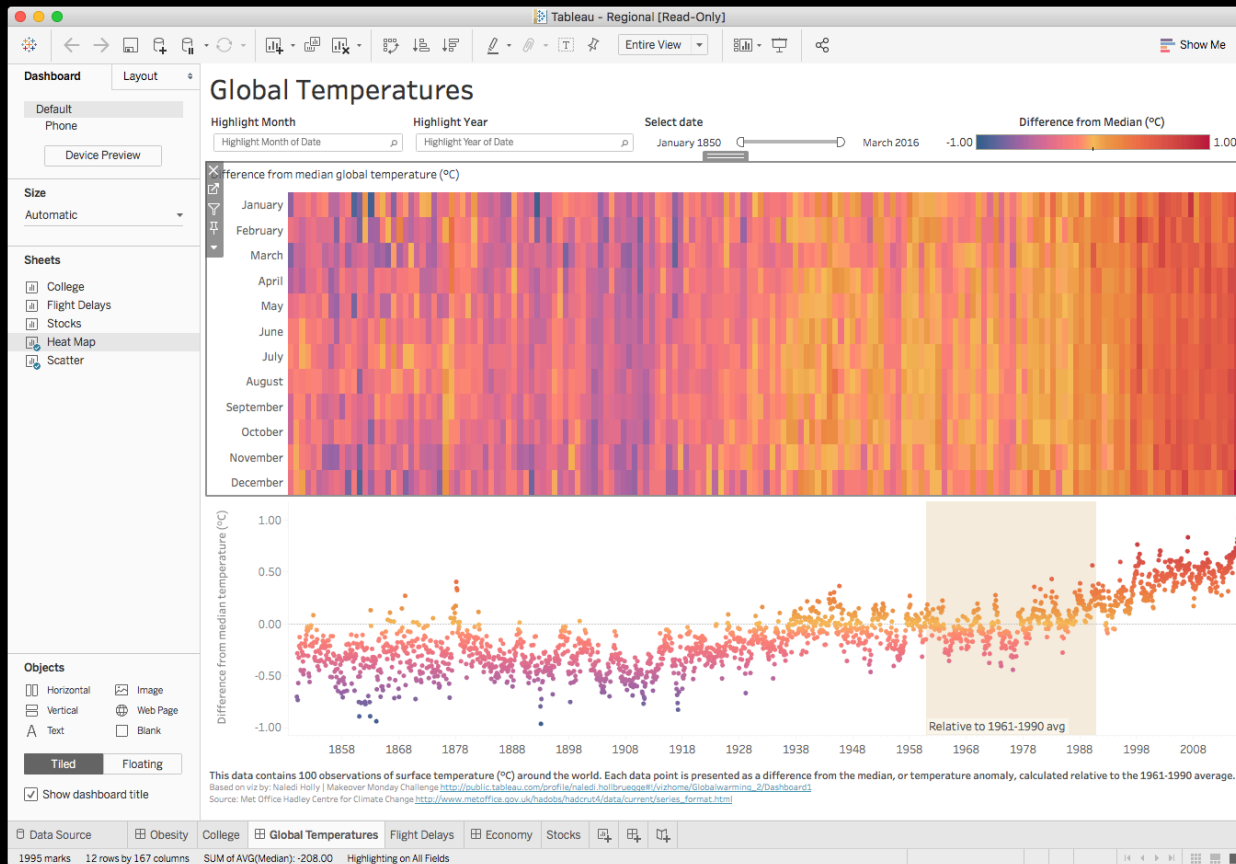 Tableau - Regional [Read-Only]
Entire View
Show Me
Dashboard
Layout
Default
Phone
Device Preview
Size
Automatic
Sheets
College
Flight Delays
Stocks
Heat Map
Scatter
Objects
Horizontal
Image
Vertical
Web Page
Text
Blank
Tiled
Floating
Show dashboard title
Global Temperatures
Highlight Month
Highlight Month of Date
Highlight Year
Highlight Year of Date
Select date
January 1850
March 2016
Difference from Median (ºC)
-1.00
1.00
fference from median global temperature (ºC)
January
February
March
April
May
June
July
August
September
October
November
December
Difference from median temperature (ºC)
1.00
0.50
0.00
-0.50
-1.00
Relative to 1961-1990 avg
1858 1868 1878 1888 1898 1908 1918 1928 1938 1948 1958 1968 1978 1988 1998 2008
This data contains 100 observations of surface temperature (ºC) around the world. Each data point is presented as a difference from the median, or temperature anomaly, calculated relative to the 1961-1990 average.
Based on viz by: Naledi Holly | Makeover Monday Challenge http://public.tableau.com/profile/naledi.hollbruegge#!/vizhome/Globalwarming_2/Dashboard1
Source: Met Office Hadley Centre for Climate Change http://www.metoffice.gov.uk/hadobs/hadcrut4/data/current/series_format.html
Data Source
Obesity
College
Global Temperatures
Flight Delays
Economy
Stocks
1995 marks 12 rows by 167 columns SUM of AVG(Median): -208.00 Highlighting on All Fields